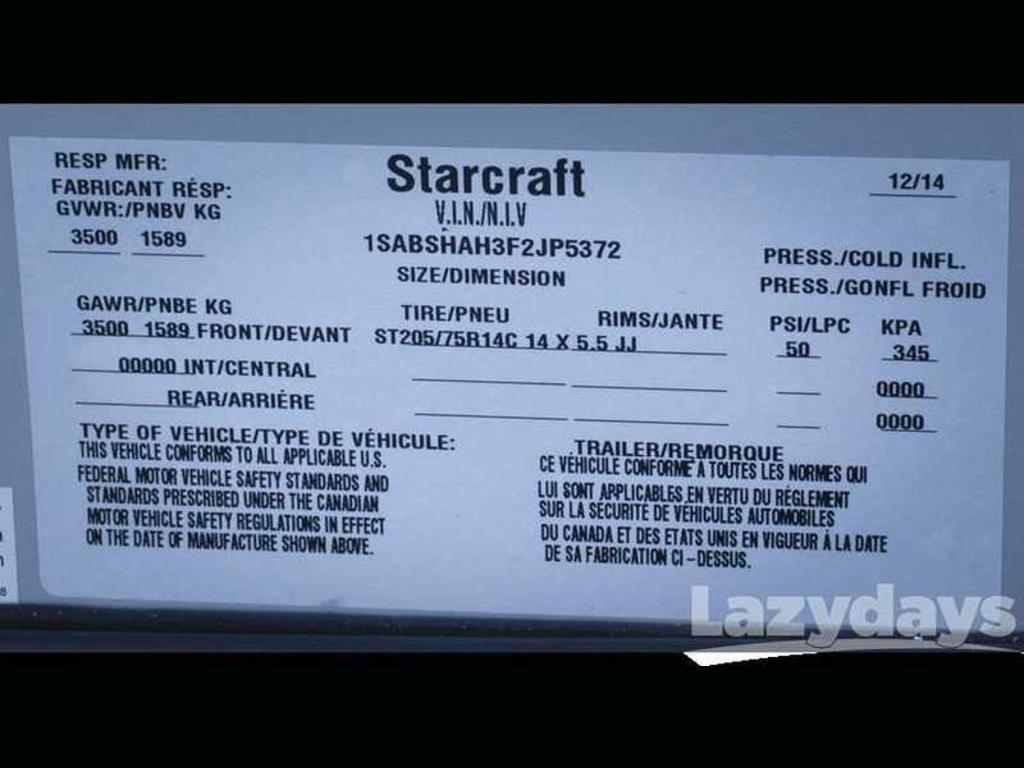 RESP MFR: Starcraft 12/14
FABRICANT RÉSP:
GVWR:/PNBV KG V.I.N./N.I.V
3500 1589 1SABSHAH3F2JP5372
SIZE/DIMENSION PRESS./COLD INFL.
PRESS./GONFL FROID
GAWR/PNBE KG TIRE/PNEU RIMS/JANTE PSI/LPC KPA
3500 1589 FRONT/DEVANT ST205/75R14C 14 X 5.5 JJ 50 345
00000 INT/CENTRAL 0000
REAR/ARRIÈRE 0000
TYPE OF VEHICLE/TYPE DE VÉHICULE: TRAILER/REMORQUE
THIS VEHICLE CONFORMS TO ALL APPLICABLE U.S.
FEDERAL MOTOR VEHICLE SAFETY STANDARDS AND
STANDARDS PRESCRIBED UNDER THE CANADIAN
MOTOR VEHICLE SAFETY REGULATIONS IN EFFECT
ON THE DATE OF MANUFACTURE SHOWN ABOVE.
CE VÉHICULE CONFORME À TOUTES LES NORMES QUI
LUI SONT APPLICABLES EN VERTU DU RÉGLEMENT
SUR LA SÉCURITÉ DE VEHICULES AUTOMOBILES
DU CANADA ET DES ETATS UNIS EN VIGUEUR À LA DATE
DE SA FABRICATION CI-DESSUS.
Lazydays